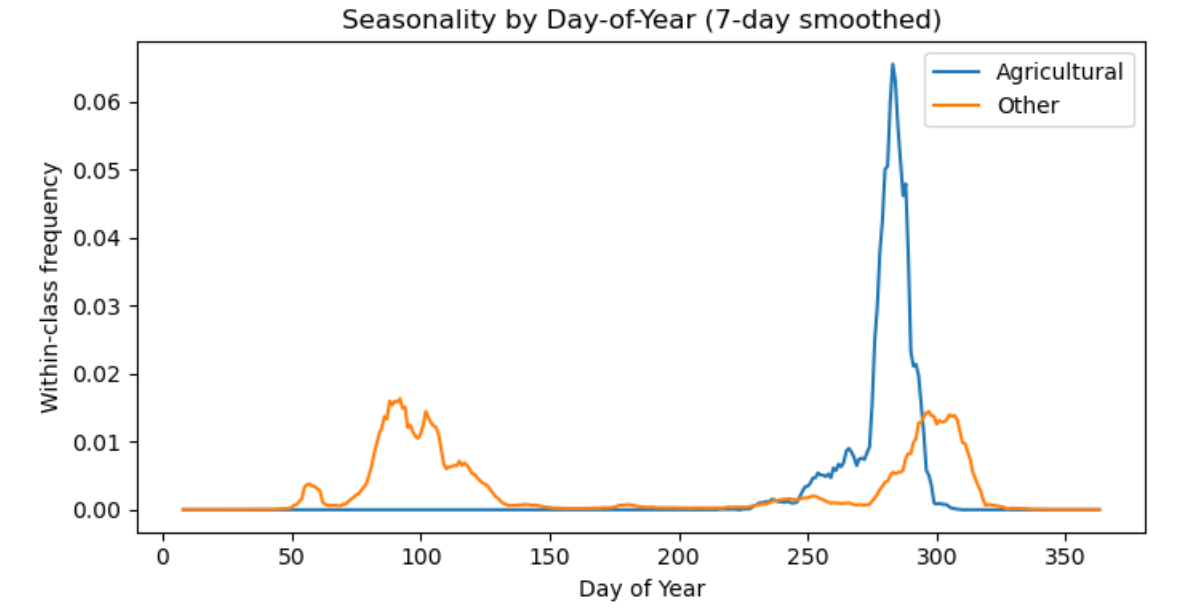 Seasonality by Day-of-Year (7-day smoothed)
Agricultural
Other
Within-class frequency
0.06
0.05
0.04
0.03
0.02
0.01
0.00
0 50 100 150 200 250 300 350
Day of Year